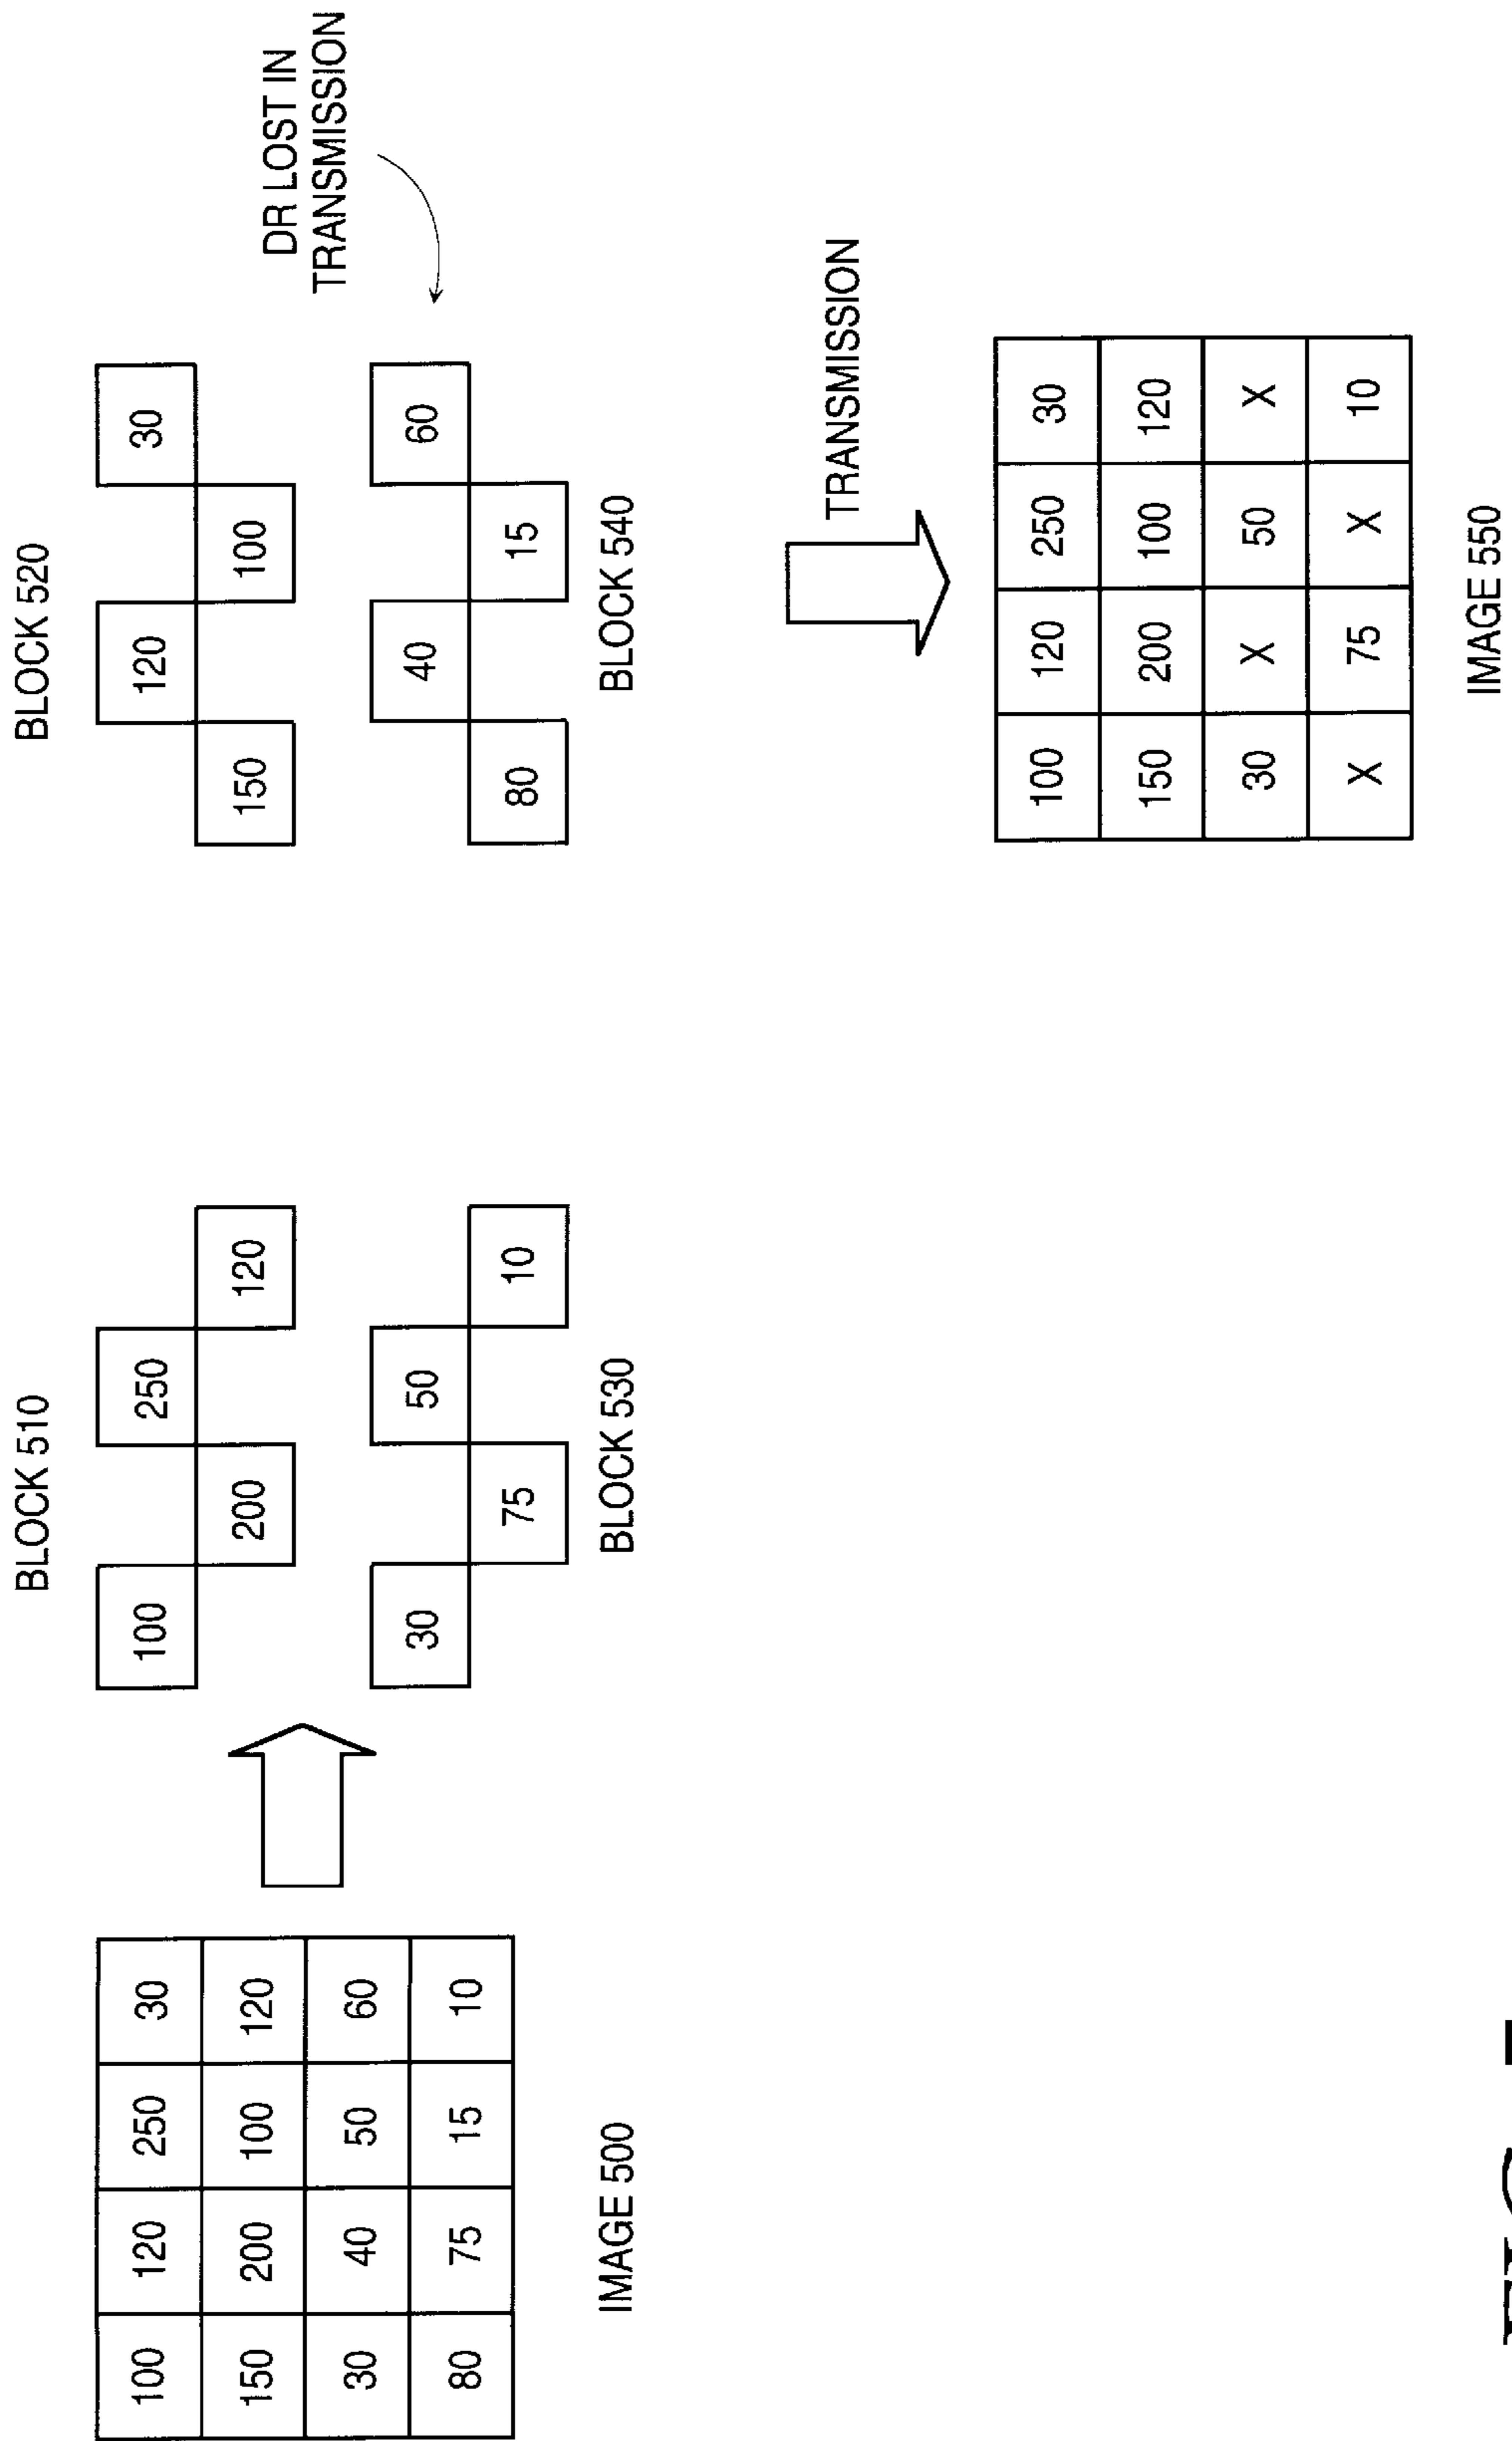 BLOCK 510
100 250
200 120
30 50
75 10
BLOCK 530
BLOCK 520
120 30
150 100
40 60
80 15
BLOCK 540
DR LOST IN
TRANSMISSION
100 120 250 30
150 200 100 120
30 40 50 60
80 75 15 10
IMAGE 500
TRANSMISSION
100 120 250 30
150 200 100 120
30 X 50 X
X 75 X 10
IMAGE 550